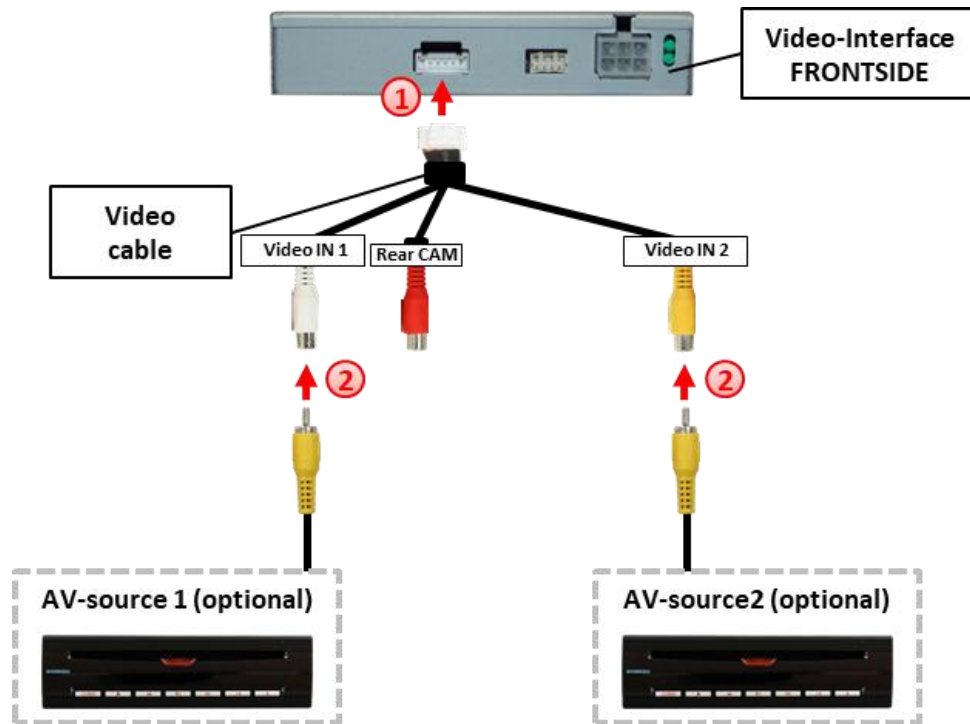 Video-Interface
FRONTSIDE
1
Video
cable
Video IN 1
Rear CAM
Video IN 2
2
2
AV-source 1 (optional)
AV-source2 (optional)